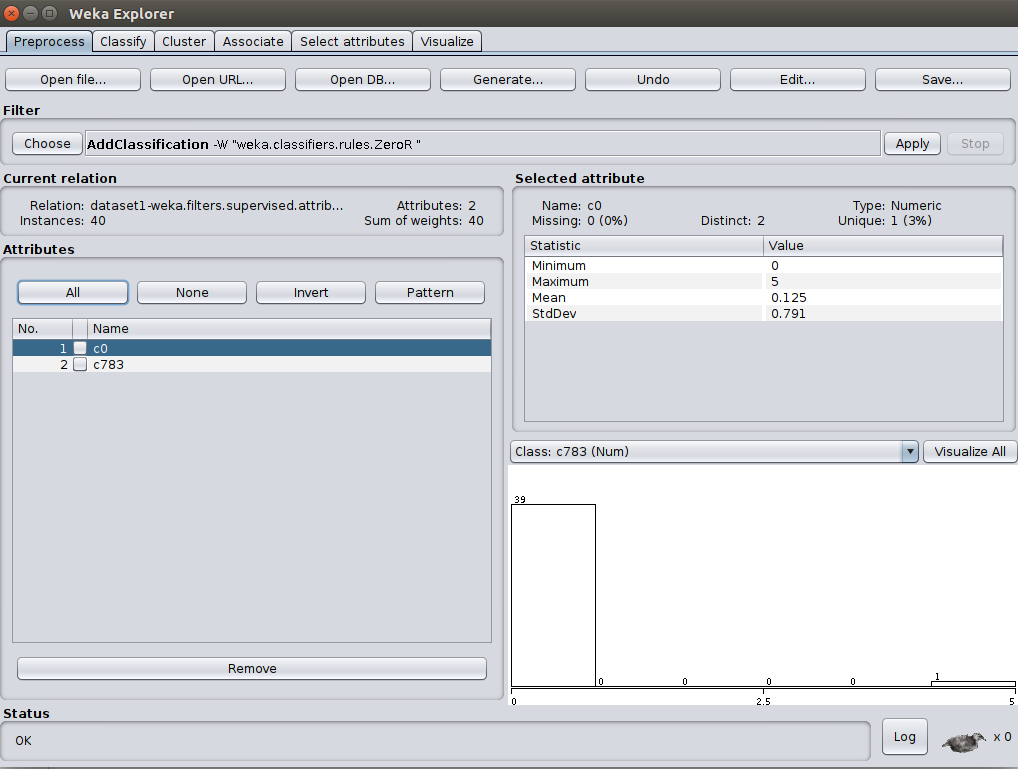 Weka Explorer
Preprocess Classify Cluster Associate Select attributes Visualize
Open file... Open URL... Open DB... Generate... Undo Edit... Save...
Filter
Choose AddClassification -W "weka.classifiers.rules.ZeroR " Apply Stop
Current relation
Relation: dataset1-weka.filters.supervised.attrib... Attributes: 2
Instances: 40 Sum of weights: 40
Attributes
All None Invert Pattern
No. Name
1 c0
2 c783
Remove
Selected attribute
Name: c0 Type: Numeric
Missing: 0 (0%) Distinct: 2 Unique: 1 (3%)
Statistic Value
Minimum 0
Maximum 5
Mean 0.125
StdDev 0.791
Class: c783 (Num) Visualize All
39
0 0 0 0 1
0 2.5 5
Status
OK Log x 0